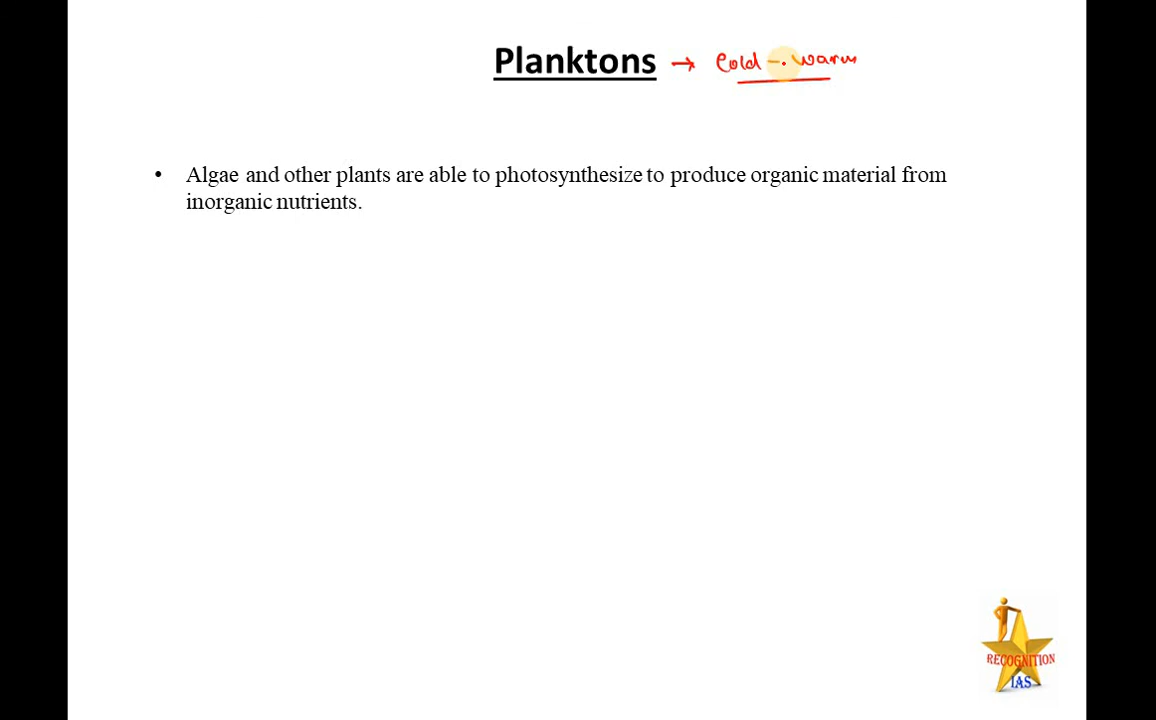 Planktons → Cold - warm
• Algae and other plants are able to photosynthesize to produce organic material from
inorganic nutrients.
RECOGNITION
IAS